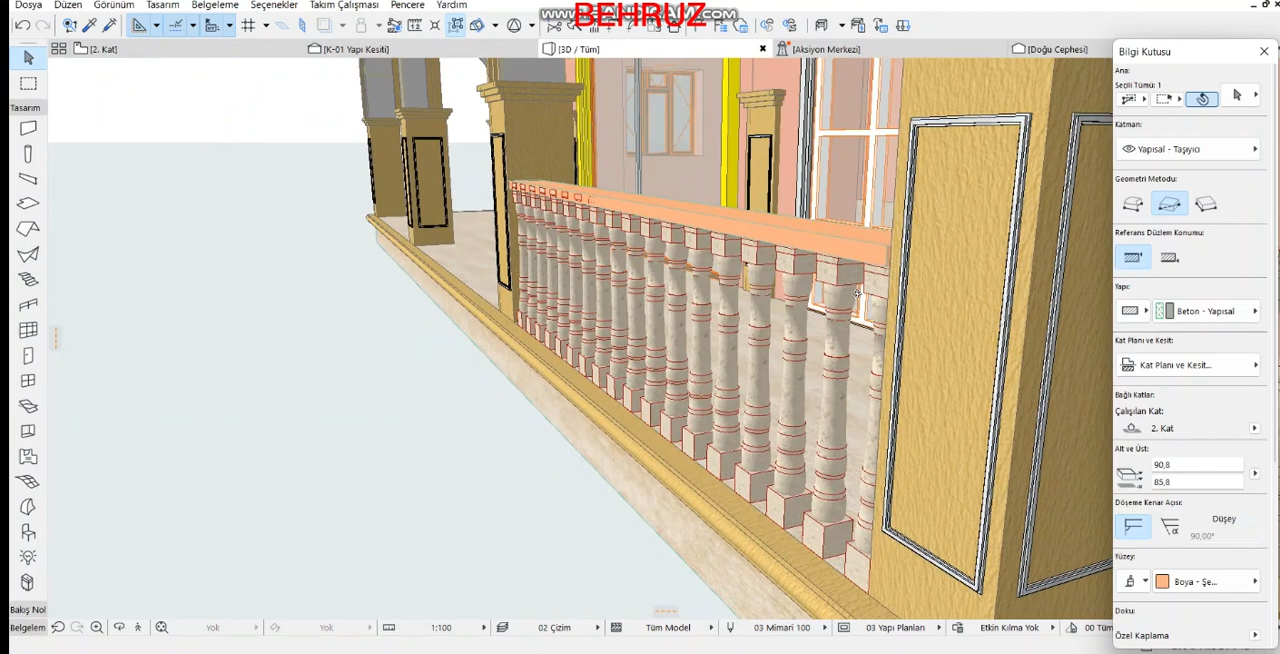 Dosya Düzen Görünüm Tasarım Belgeleme Seçenekler Takım Çalışması Pencere Yardım
BEHRUZ
[2. Kat]
[K-01 Yapı Kesiti]
[3D / Tüm]
[Aksiyon Merkezi]
[Doğu Cephesi]
Tasarım
Bakış Nol
Belgelem
Bilgi Kutusu
Ana:
Seçili Tümü: 1
Katman:
Yapısal - Taşıyıcı
Geometri Metodu:
Referans Düzlem Konumu:
Yapı:
Beton - Yapısal
Kat Planı ve Kesit:
Kat Planı ve Kesit...
Bağlı Katlar:
Çalışılan Kat:
2. Kat
Alt ve Üst:
90,8
85,8
Döşeme Kenar Açısı:
Düşey
90,00°
Yüzey:
Boya - Şe...
Doku:
Özel Kaplama
Yok
Yok
1:100
02 Çizim
Tüm Model
03 Mimari 100
03 Yapı Planları
Etkin Kılma Yok
00 Tüm